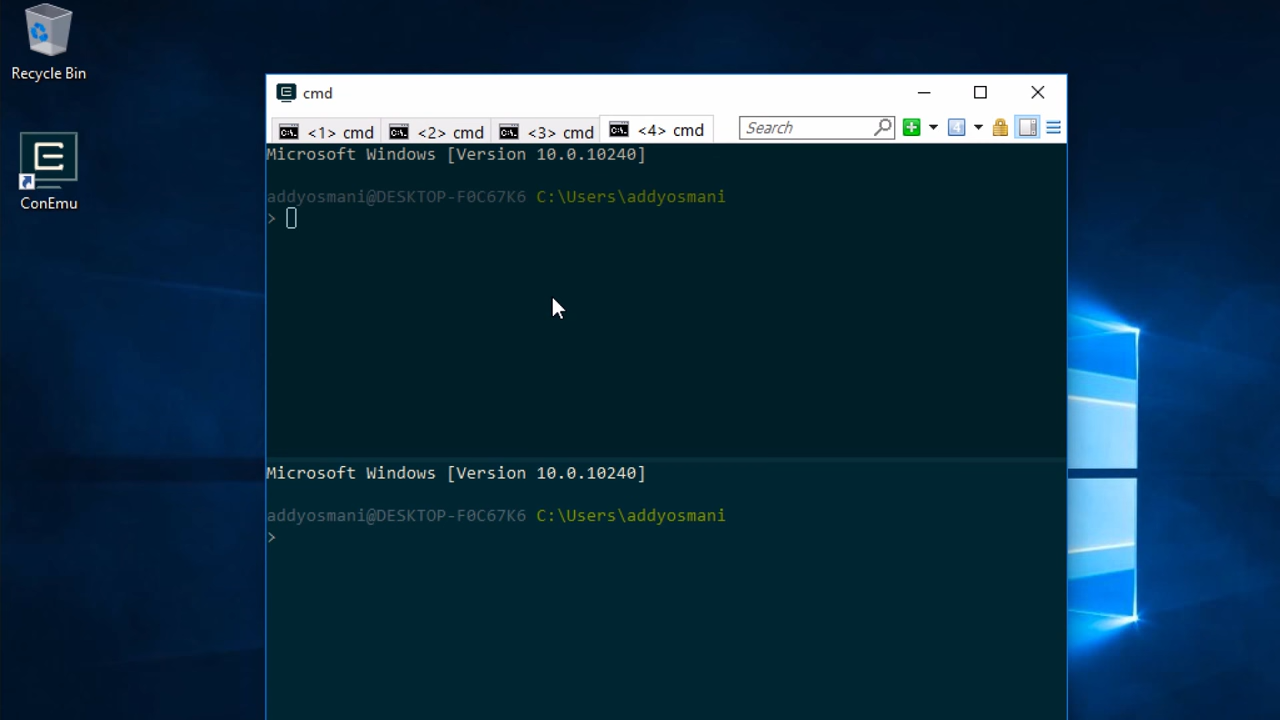 Recycle Bin
ConEmu
cmd
<1> cmd <2> cmd <3> cmd <4> cmd Search
Microsoft Windows [Version 10.0.10240]
addyosmani@DESKTOP-F0C67K6 C:\Users\addyosmani
>
Microsoft Windows [Version 10.0.10240]
addyosmani@DESKTOP-F0C67K6 C:\Users\addyosmani
>